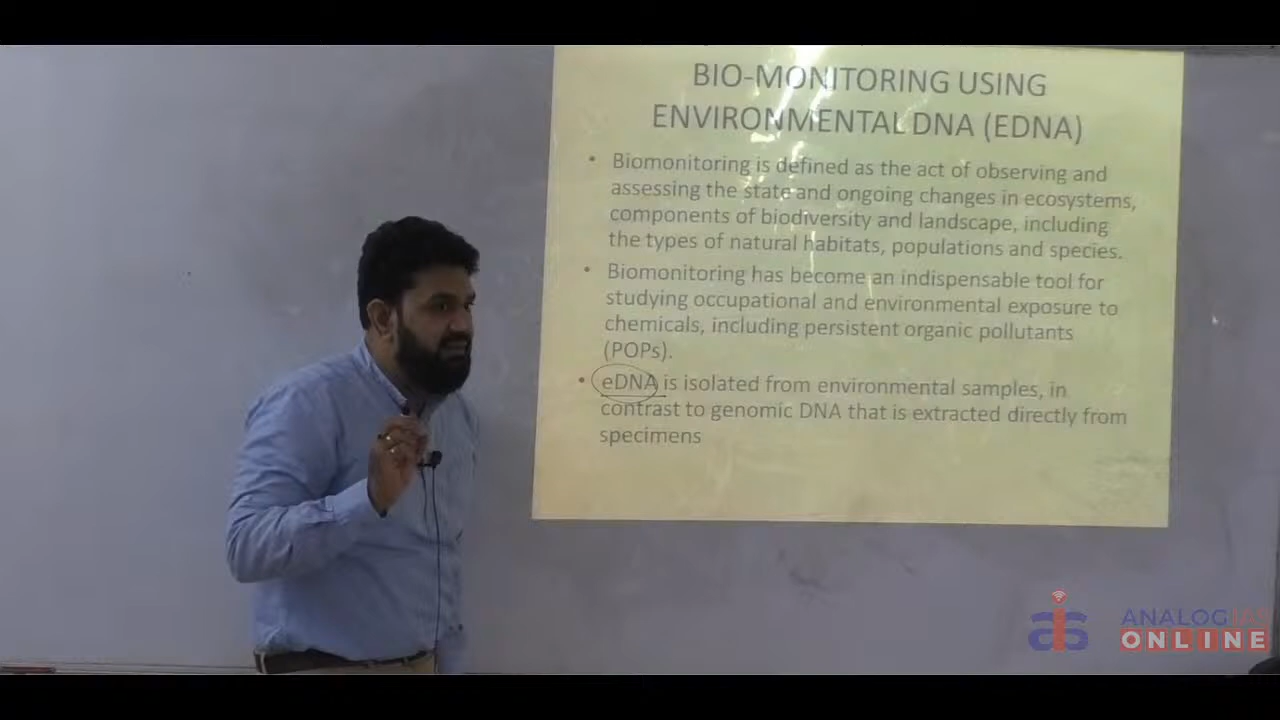 BIO-MONITORING USING
ENVIRONMENTAL DNA (EDNA)
• Biomonitoring is defined as the act of observing and
assessing the state and ongoing changes in ecosystems,
components of biodiversity and landscape, including
the types of natural habitats, populations and species.
• Biomonitoring has become an indispensable tool for
studying occupational and environmental exposure to
chemicals, including persistent organic pollutants
(POPs).
• eDNA is isolated from environmental samples, in
contrast to genomic DNA that is extracted directly from
specimens
ANALOG IAS
ONLINE